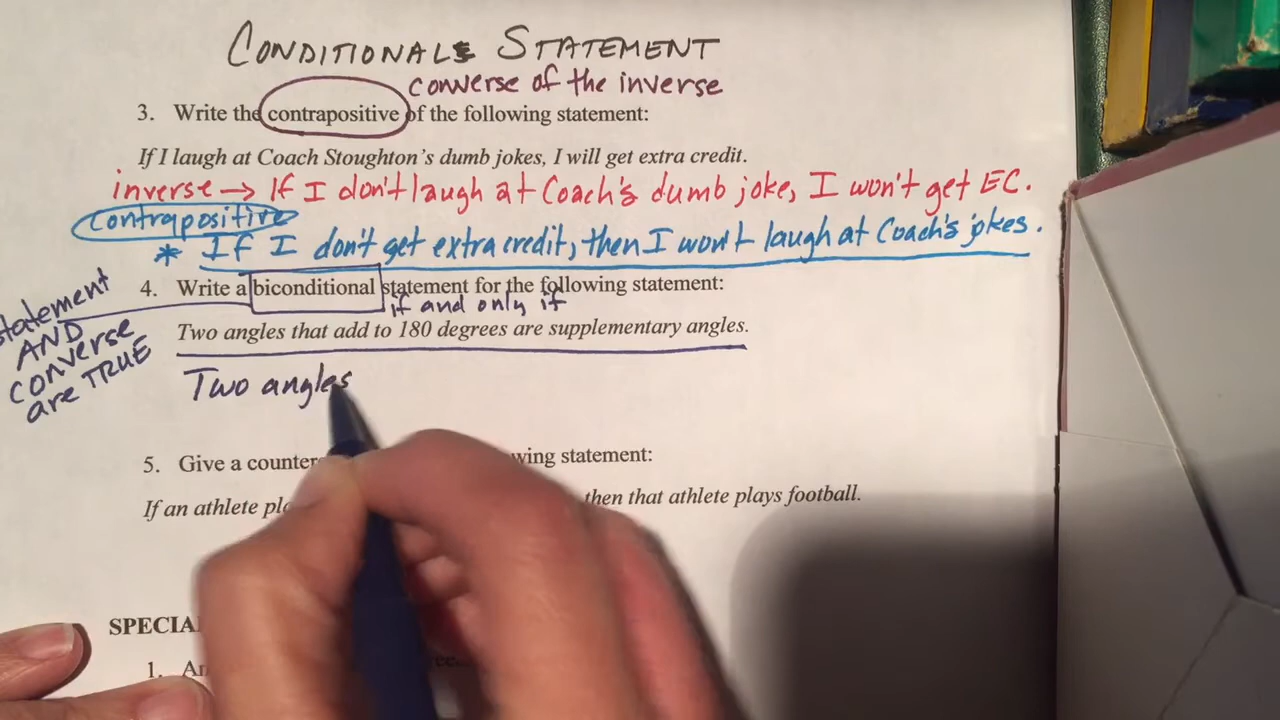 CONDITIONAL STATEMENT
converse of the inverse
3. Write the contrapositive of the following statement:
If I laugh at Coach Stoughton's dumb jokes, I will get extra credit.
inverse → If I don't laugh at Coach's dumb joke, I won't get EC.
contrapositive
* If I don't get extra credit, then I won't laugh at Coach's jokes.
4. Write a biconditional statement for the following statement:
if and only if
statement
AND
converse
are TRUE
Two angles that add to 180 degrees are supplementary angles.
Two angles
5. Give a counter wing statement:
If an athlete then that athlete plays football.
SPECIA
1.